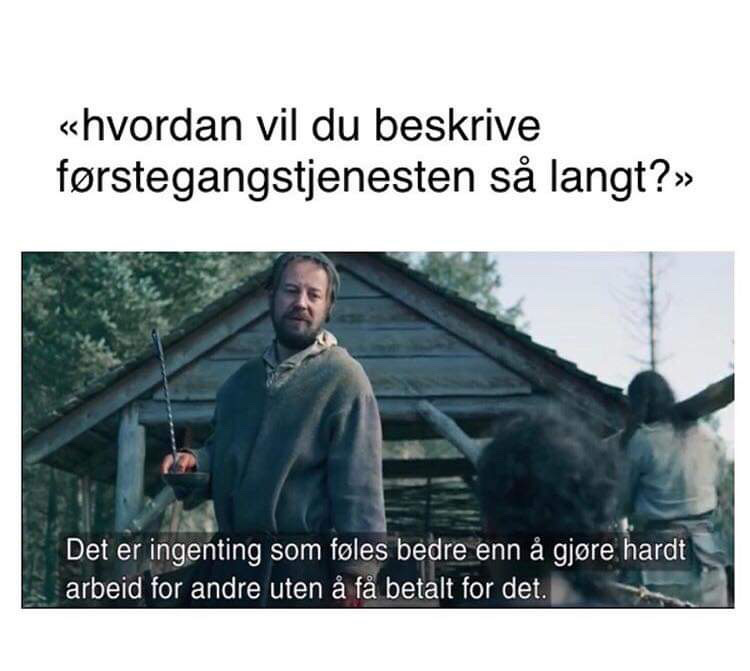 «hvordan vil du beskrive
førstegangstjenesten så langt?»
Det er ingenting som føles bedre enn å gjøre hardt
arbeid for andre uten å få betalt for det.